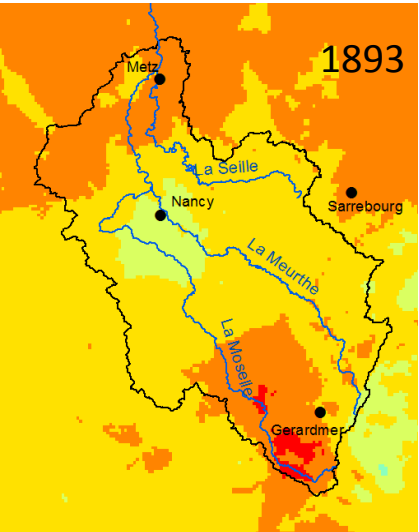 1893
Metz
La Seille
Sarrebourg
Nancy
La Meurthe
La Moselle
Gerardmer